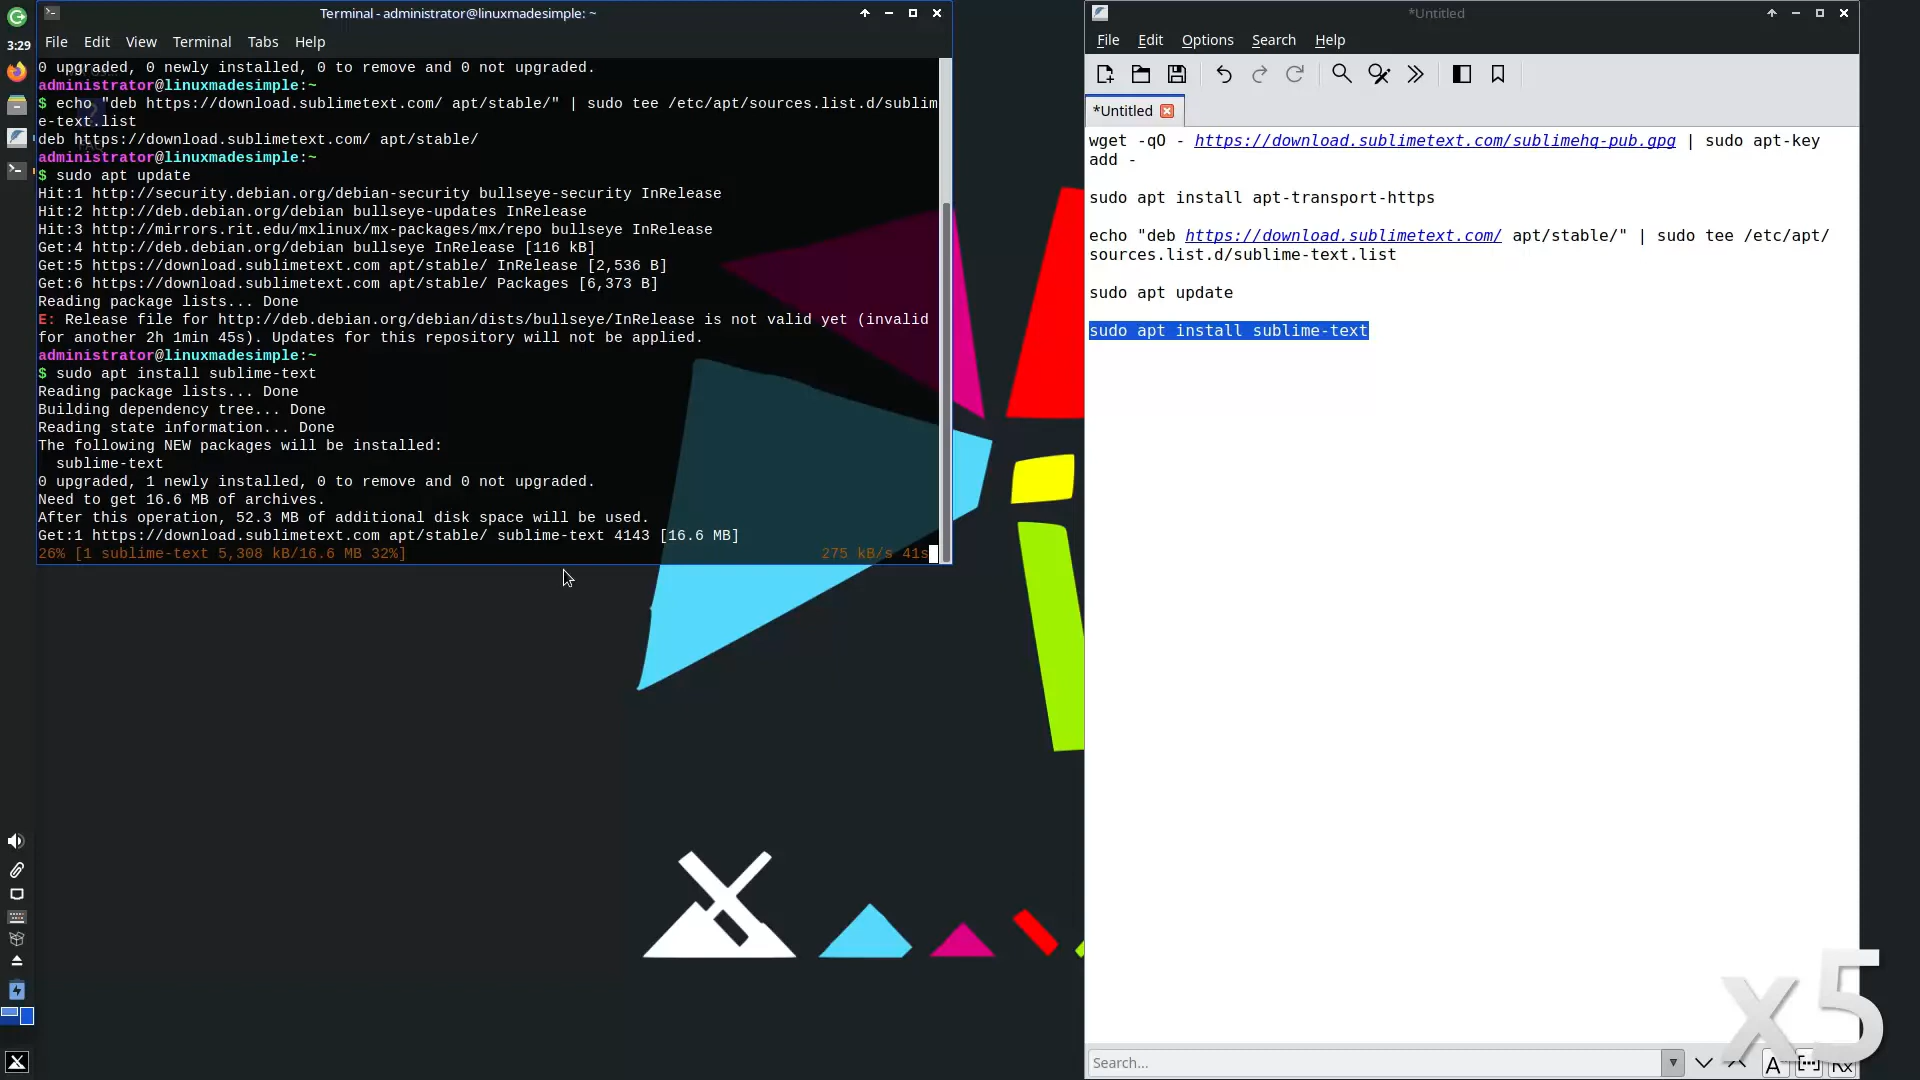 3:29
Terminal - administrator@linuxmadesimple: ~
File Edit View Terminal Tabs Help
0 upgraded, 0 newly installed, 0 to remove and 0 not upgraded.
administrator@linuxmadesimple:~
$ echo "deb https://download.sublimetext.com/ apt/stable/" | sudo tee /etc/apt/sources.list.d/sublim
e-text.list
deb https://download.sublimetext.com/ apt/stable/
administrator@linuxmadesimple:~
$ sudo apt update
Hit:1 http://security.debian.org/debian-security bullseye-security InRelease
Hit:2 http://deb.debian.org/debian bullseye-updates InRelease
Hit:3 http://mirrors.rit.edu/mxlinux/mx-packages/mx/repo bullseye InRelease
Get:4 http://deb.debian.org/debian bullseye InRelease [116 kB]
Get:5 https://download.sublimetext.com apt/stable/ InRelease [2,536 B]
Get:6 https://download.sublimetext.com apt/stable/ Packages [6,373 B]
Reading package lists... Done
E: Release file for http://deb.debian.org/debian/dists/bullseye/InRelease is not valid yet (invalid
for another 2h 1min 45s). Updates for this repository will not be applied.
administrator@linuxmadesimple:~
$ sudo apt install sublime-text
Reading package lists... Done
Building dependency tree... Done
Reading state information... Done
The following NEW packages will be installed:
sublime-text
0 upgraded, 1 newly installed, 0 to remove and 0 not upgraded.
Need to get 16.6 MB of archives.
After this operation, 52.3 MB of additional disk space will be used.
Get:1 https://download.sublimetext.com apt/stable/ sublime-text 4143 [16.6 MB]
26% [1 sublime-text 5,308 kB/16.6 MB 32%] 275 kB/s 41s
*Untitled
File Edit Options Search Help
*Untitled
wget -qO - https://download.sublimetext.com/sublimehq-pub.gpg | sudo apt-key
add -
sudo apt install apt-transport-https
echo "deb https://download.sublimetext.com/ apt/stable/" | sudo tee /etc/apt/
sources.list.d/sublime-text.list
sudo apt update
sudo apt install sublime-text
Search...
x5